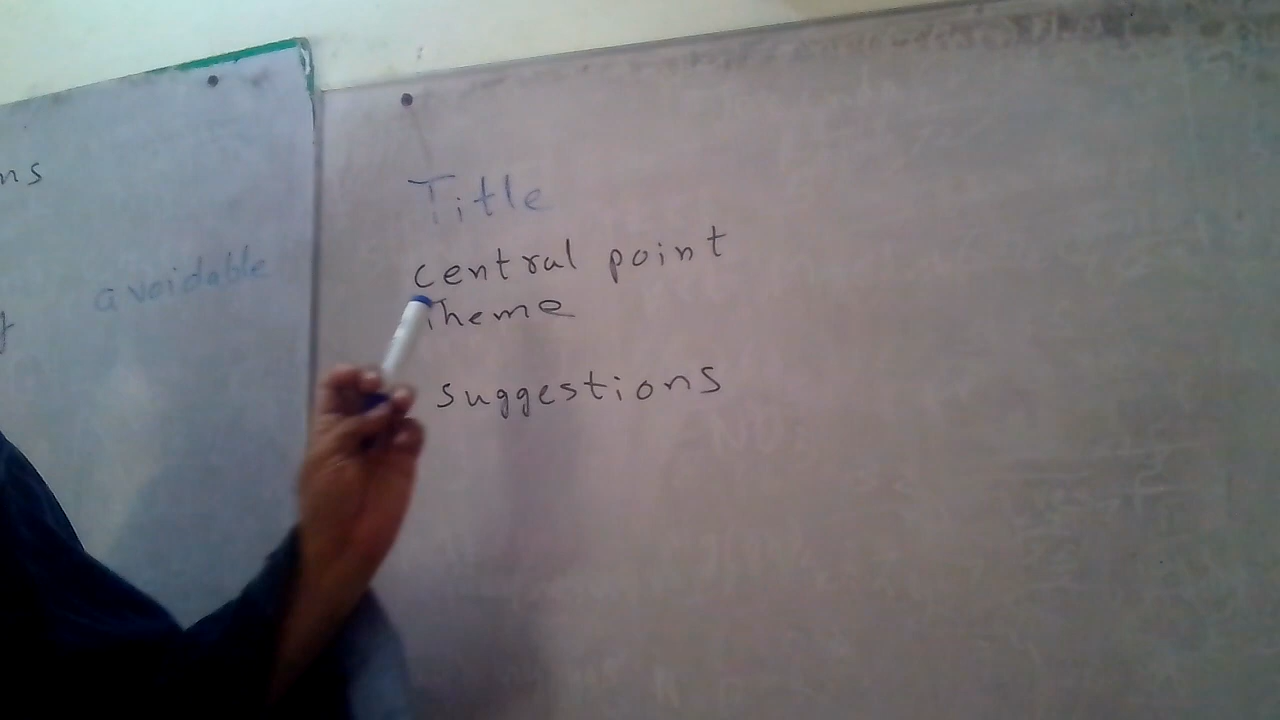 ns
avoidable
Title
central point
Theme
suggestions